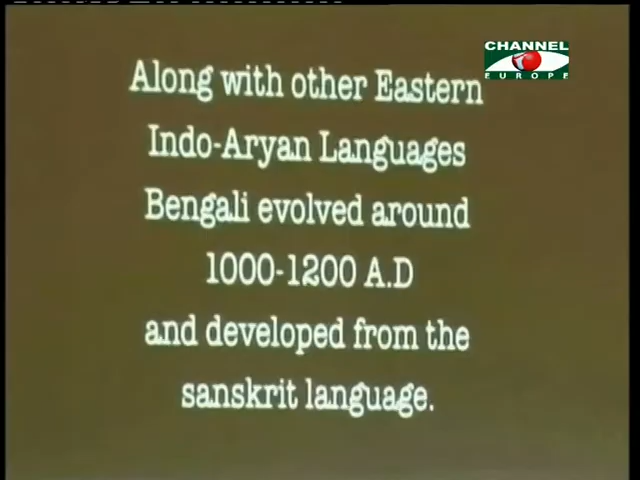 CHANNEL
EUROPE
Along with other Eastern
Indo-Aryan Languages
Bengali evolved around
1000-1200 A.D
and developed from the
sanskrit language.